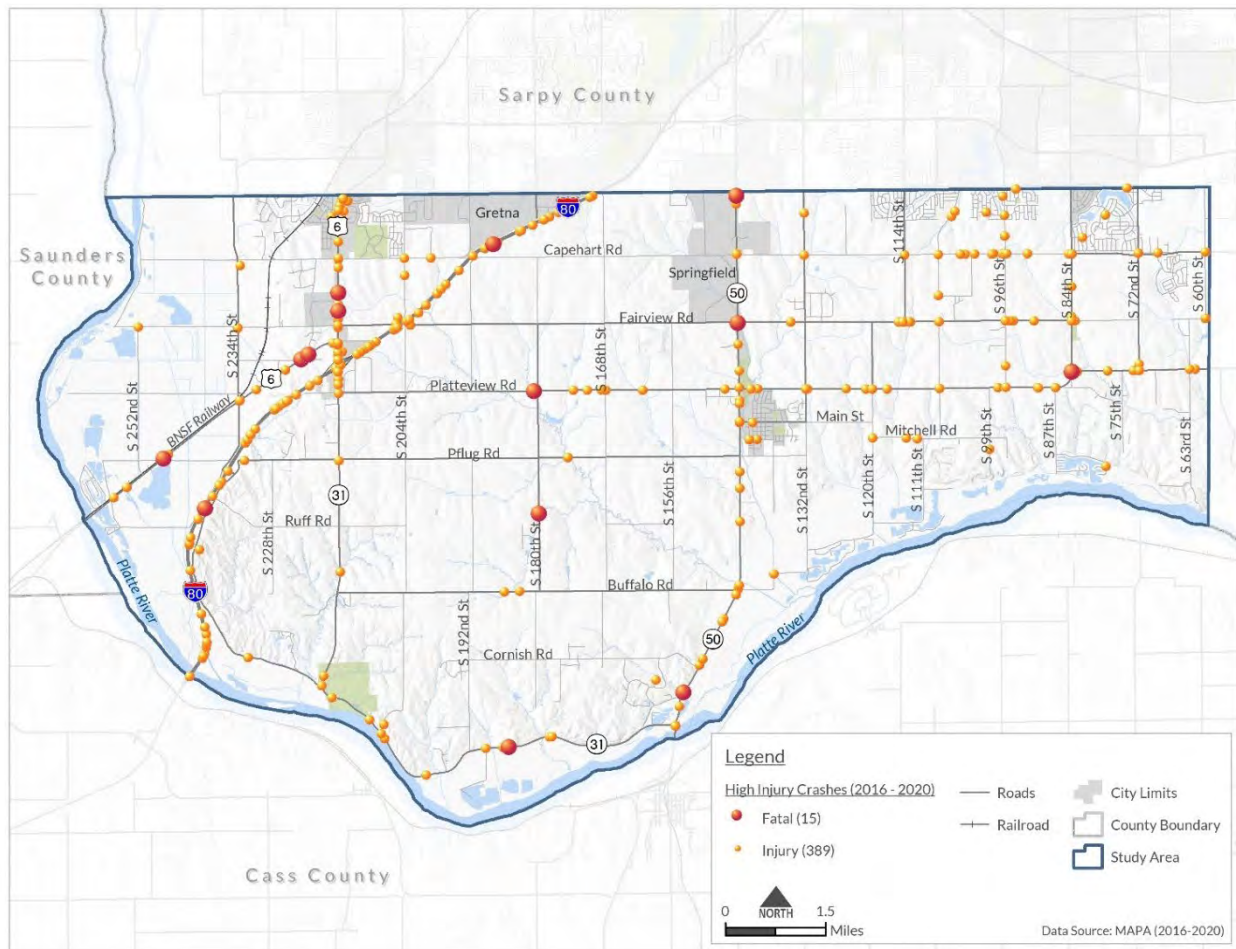 Sarpy County
Gretna
80
6
Capehart Rd
S 114th St
Saunders
County
Springfield
S 96th St
S 84th St
S 72nd St
S 60th St
50
S 234th St
Fairview Rd
6
S 168th St
Platteview Rd
S 252nd St
BNSF Railway
S 204th St
Main St
Mitchell Rd
S 99th St
S 87th St
S 75th St
S 63rd St
Pflug Rd
31
S 156th St
S 132nd St
S 120th St
S 111th St
Ruff Rd
S 228th St
S 180th St
Buffalo Rd
Platte River
80
S 192nd St
50
Platte River
Cornish Rd
31
Cass County
Legend
High Injury Crashes (2016 - 2020)
Fatal (15)
Injury (389)
Roads
Railroad
City Limits
County Boundary
Study Area
NORTH
0 1.5
Miles
Data Source: MAPA (2016-2020)